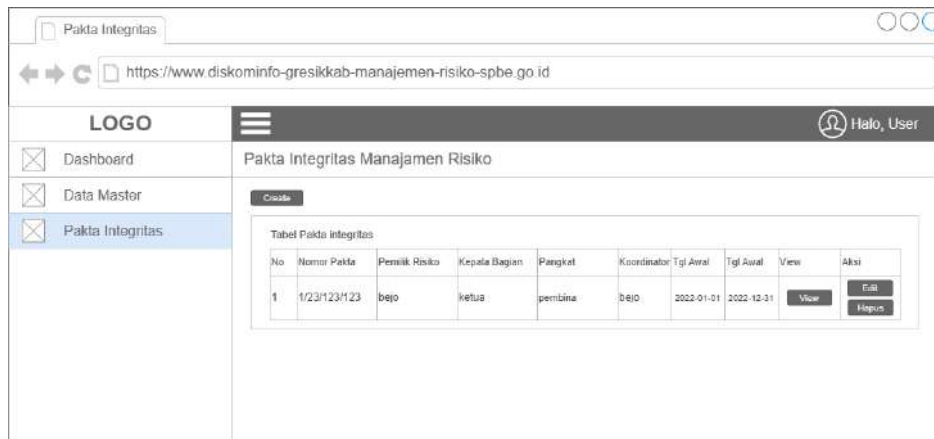 Pakta Integritas
https://www.diskominfo-gresikkab-manajemen-risiko-spbe.go.id
LOGO
Halo, User
Dashboard
Pakta Integritas Manajamen Risiko
Data Master
Create
Pakta Integritas
Tabel Pakta integritas
No Nomor Pakta Pemilik Risiko Kepala Bagian Pangkat Koordinator Tgl Awal Tgl Awal View Aksi
1 1/23/123/123 bejo ketua pembina bejo 2022-01-01 2022-12-31 View Edit
Hapus